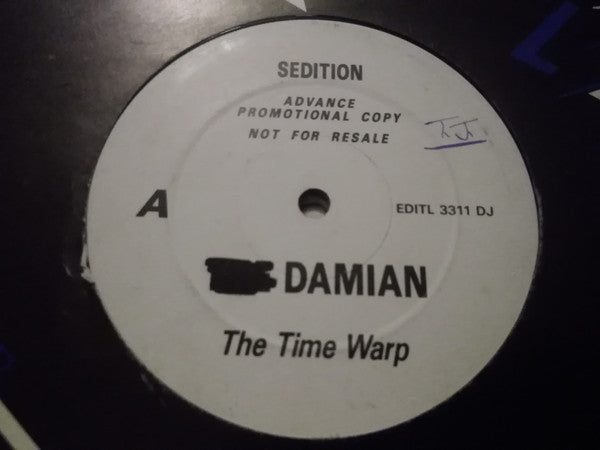 SEDITION
ADVANCE
PROMOTIONAL COPY
NOT FOR RESALE
A
EDITL 3311 DJ
DAMIAN
The Time Warp